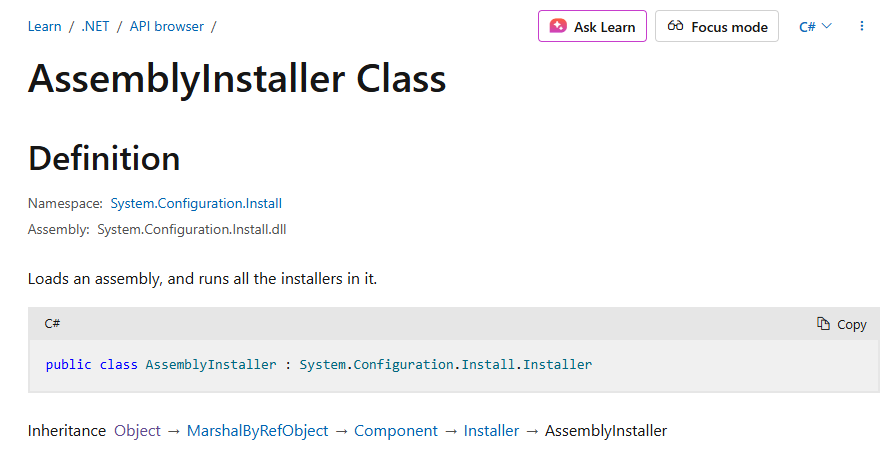 Learn / .NET / API browser /
Ask Learn
Focus mode
C#
AssemblyInstaller Class
Definition
Namespace: System.Configuration.Install
Assembly: System.Configuration.Install.dll
Loads an assembly, and runs all the installers in it.
C#
Copy
public class AssemblyInstaller : System.Configuration.Install.Installer
Inheritance Object → MarshalByRefObject → Component → Installer → AssemblyInstaller